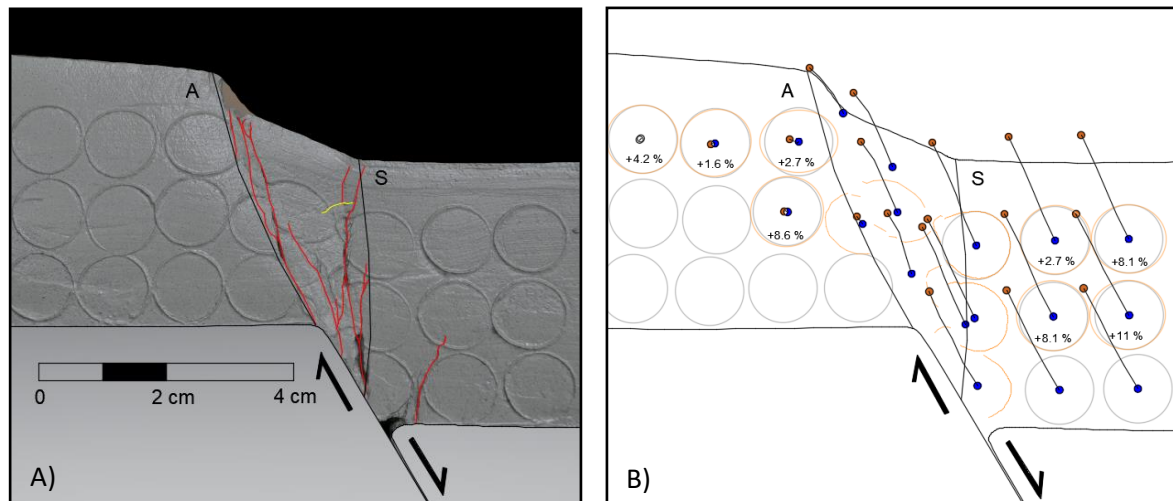 A
S
0
2 cm
4 cm
A)
A
S
+4.2 %
+1.6 %
+2.7 %
+8.6 %
+2.7 %
+8.1 %
+8.1 %
+11 %
B)